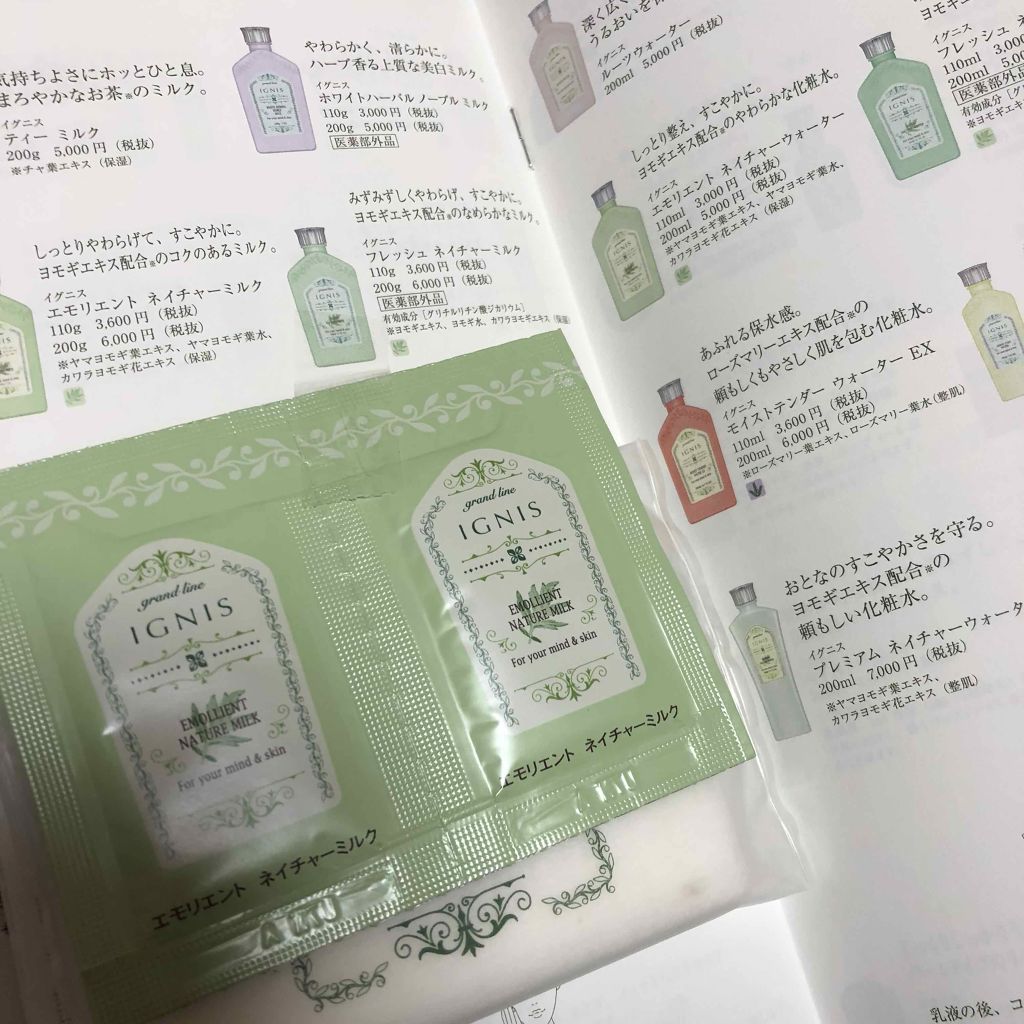 気持ちよさにホッとひと息。
まろやかなお茶※のミルク。
イグニス
ティー ミルク
200g 5,000円（税抜）
※チャ葉エキス（保湿）
IGNIS
やわらかく、清らかに。
ハーブ香る上質な美白ミルク。
イグニス
ホワイトハーバル ノーブル ミルク
110g 3,000円（税抜）
200g 5,000円（税抜）
医薬部外品
しっとりやわらげて、すこやかに。
ヨモギエキス配合※のコクのあるミルク。
イグニス
エモリエント ネイチャーミルク
110g 3,600円（税抜）
200g 6,000円（税抜）
※ヤマヨモギ葉エキス、ヤマヨモギ葉水、
カワラヨモギ花エキス（保湿）
IGNIS
みずみずしくやわらげ、すこやかに。
ヨモギエキス配合※のなめらかなミルク。
イグニス
フレッシュ ネイチャーミルク
110g 3,600円（税抜）
200g 6,000円（税抜）
医薬部外品
有効成分［グリチルリチン酸ジカリウム］
※ヨモギエキス、ヨモギ水、カワラヨモギ花エキス（保湿）
うるおいを
イグニス
ルーツウォーター
200ml 5,000円（税抜）
しっとり整え、すこやかに。
ヨモギエキス配合※のやわらかな化粧水。
イグニス
エモリエント ネイチャーウォーター
110ml 3,000円（税抜）
200ml 5,000円（税抜）
※ヤマヨモギ葉エキス、ヤマヨモギ葉水、
カワラヨモギ花エキス（保湿）
IGNIS
IGNIS
イグニス
フレッシュ
110ml
200ml
医薬部外品
有効成分
※ヨモギエキス
あふれる保水感。
ローズマリーエキス配合※の
頼もしくもやさしく肌を包む化粧水。
イグニス
モイストテンダー ウォーター EX
110ml 3,600円（税抜）
200ml 6,000円（税抜）
※ローズマリー葉エキス、ローズマリー葉水（整肌）
IGNIS
IGNIS
おとなのすこやかさを守る。
ヨモギエキス配合※の
頼もしい化粧水。
イグニス
プレミアム ネイチャーウォータ
200ml 7,000円（税抜）
※ヤマヨモギ葉エキス、
カワラヨモギ花エキス（整肌）
grand line
IGNIS
EMOLLIENT
NATURE MILK
For your mind & skin
エモリエント ネイチャーミルク
grand line
IGNIS
EMOLLIENT
NATURE MILK
For your mind & skin
エモリエント ネイチャーミルク
乳液の後、コ